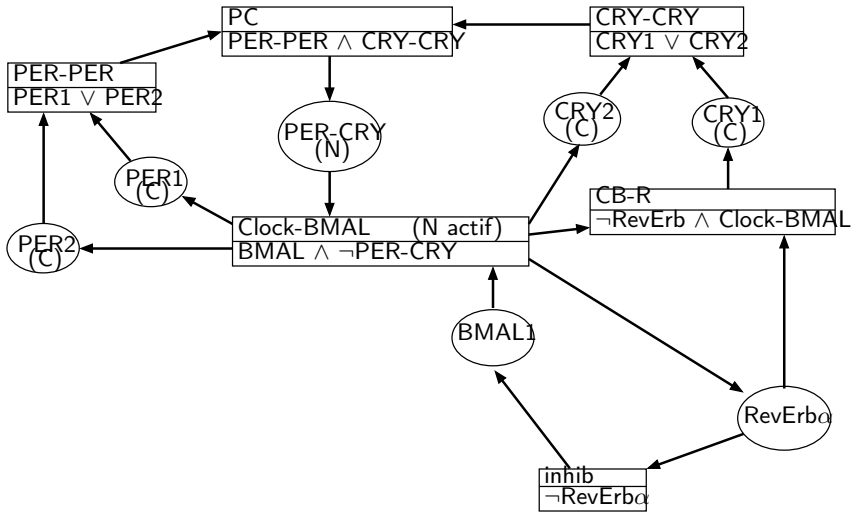 PC
PER-PER ∧ CRY-CRY
CRY-CRY
CRY1 ∨ CRY2
PER-PER
PER1 ∨ PER2
PER-CRY
(N)
CRY2
(C)
CRY1
(C)
PER1
(C)
CB-R
¬RevErb ∧ Clock-BMAL
Clock-BMAL (N actif)
BMAL ∧ ¬PER-CRY
PER2
(C)
BMAL1
RevErbα
inhib
¬RevErbα